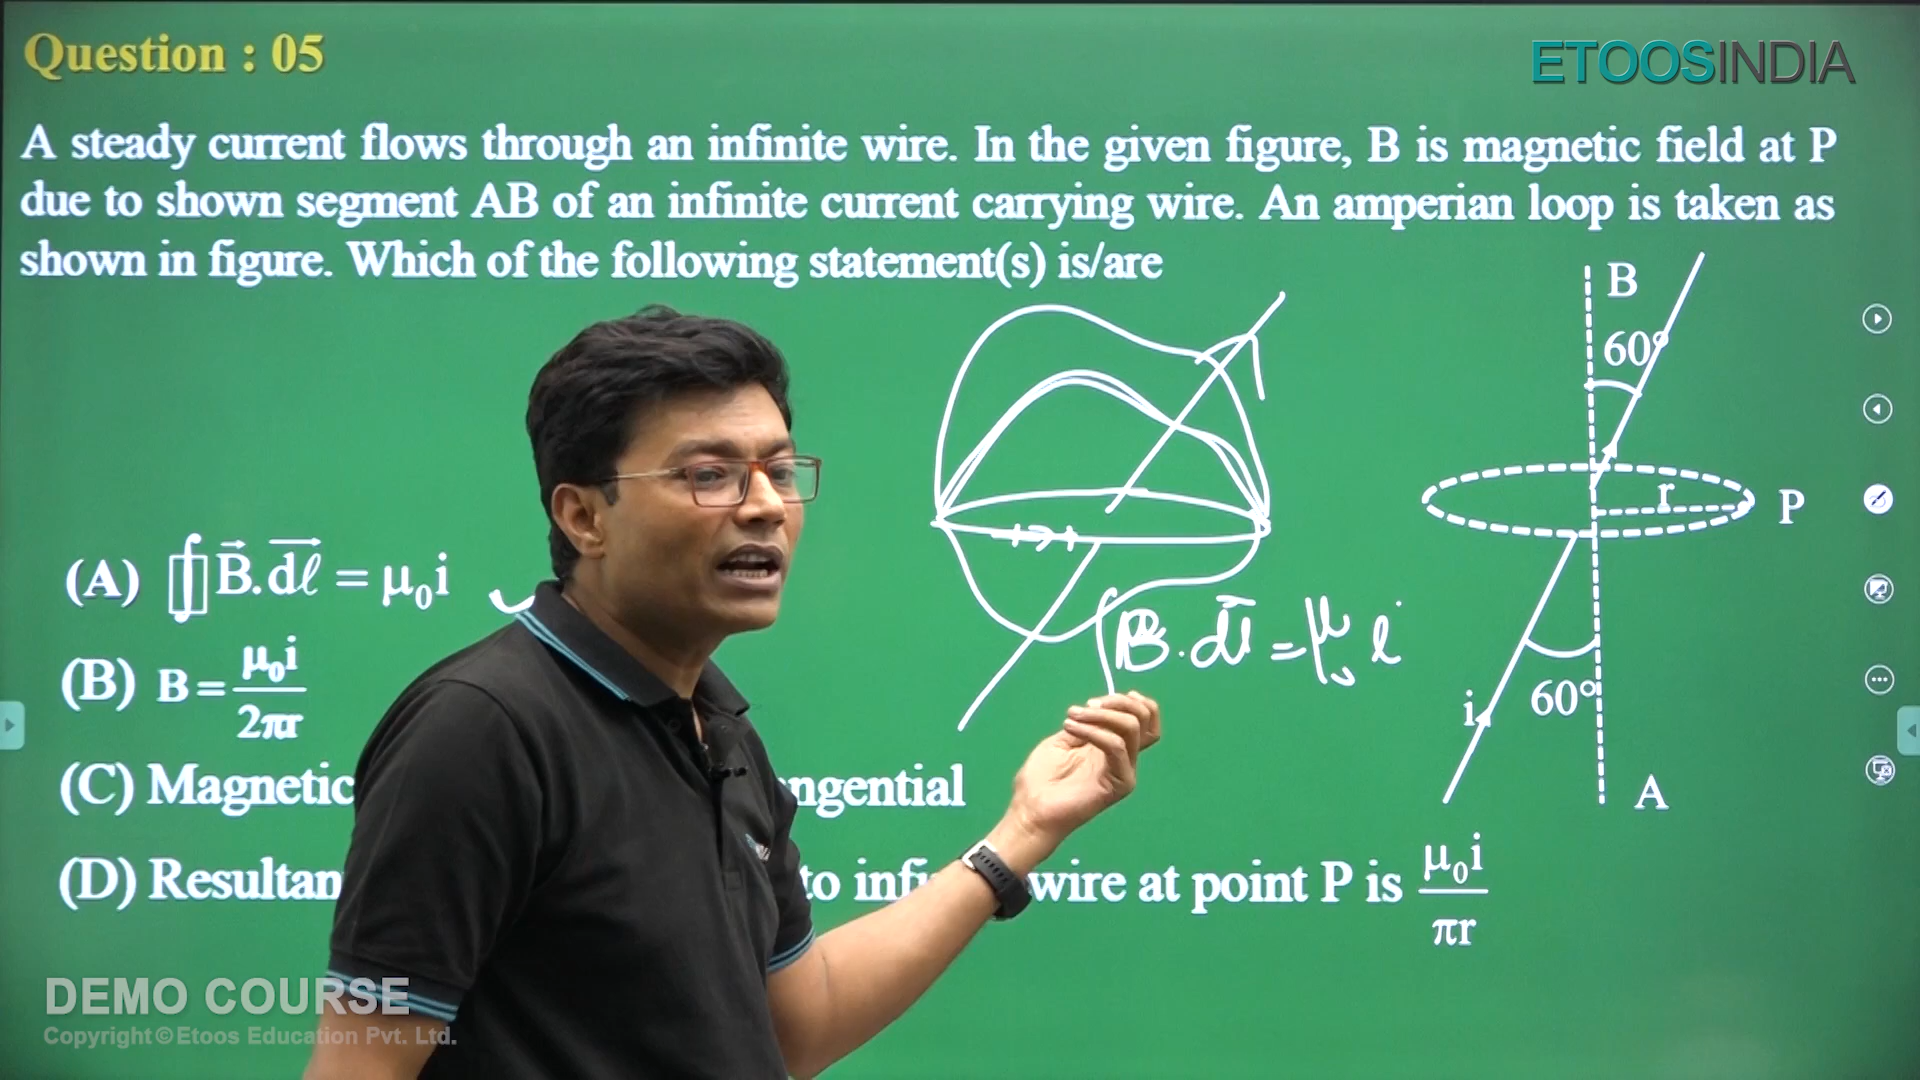 Question : 05
ETOOSINDIA
A steady current flows through an infinite wire. In the given figure, B is magnetic field at P
due to shown segment AB of an infinite current carrying wire. An amperian loop is taken as
shown in figure. Which of the following statement(s) is/are
B
60°
r
P
i
60°
A
(A) ∯ B⃗.dℓ⃗ = μ₀i
B.dl = μ₀ i
(B) B = μ₀i / 2πr
(C) Magnetic ngential
(D) Resultan to infi wire at point P is μ₀i / πr
DEMO COURSE
Copyright © Etoos Education Pvt. Ltd.